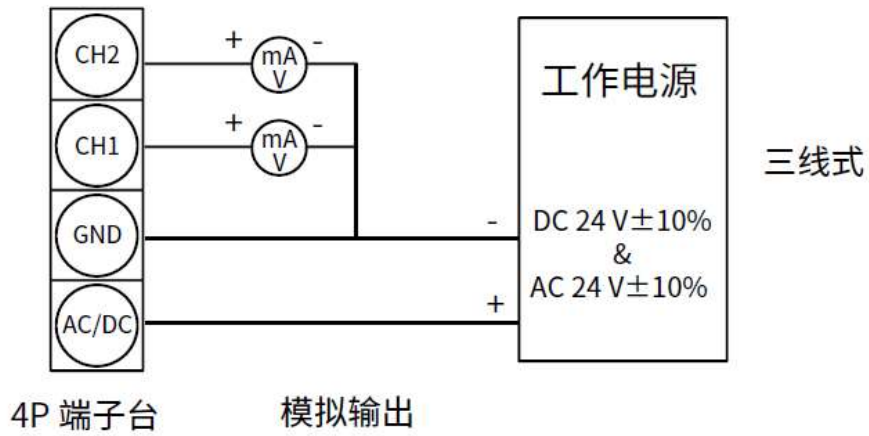 CH2
+
mA
V
-
CH1
+
mA
V
-
GND
-
AC/DC
+
工作电源
DC 24 V±10%
&
AC 24 V±10%
三线式
4P 端子台
模拟输出